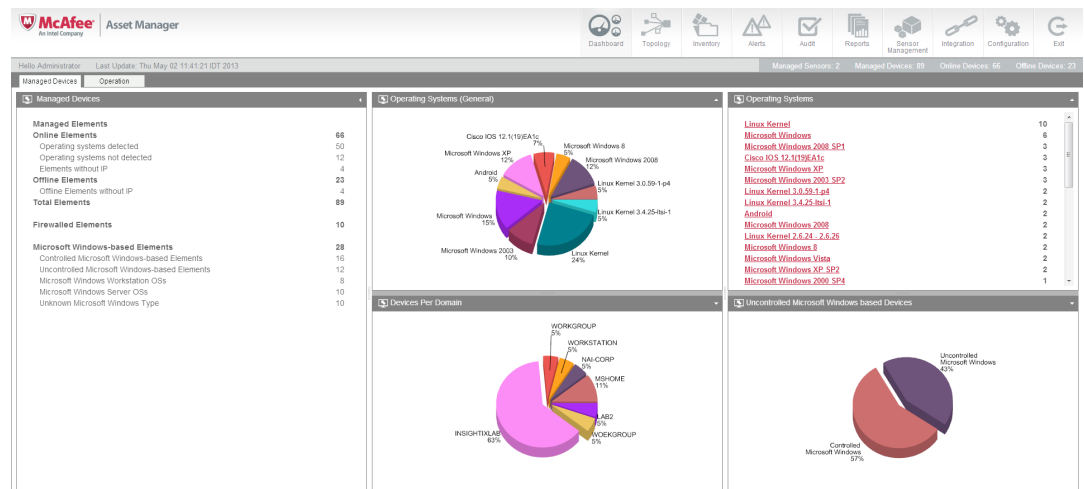 McAfee
An Intel Company
Asset Manager
Dashboard
Topology
Inventory
Alerts
Audit
Reports
Sensor
Management
Integration
Configuration
Exit
Hello Administrator Last Update: Thu May 02 11:41:21 IDT 2013
Managed Sensors: 2 Managed Devices: 89 Online Devices: 66 Offline Devices: 23
Managed Devices Operation
Managed Devices
Managed Elements
Online Elements 66
Operating systems detected 50
Operating systems not detected 12
Elements without IP 4
Offline Elements 23
Offline Elements without IP 4
Total Elements 89
Firewalled Elements 10
Microsoft Windows-based Elements 28
Controlled Microsoft Windows-based Elements 16
Uncontrolled Microsoft Windows-based Elements 12
Microsoft Windows Workstation OSs 8
Microsoft Windows Server OSs 10
Unknown Microsoft Windows Type 10
Operating Systems (General)
Cisco IOS 12.1(19)EA1c
7%
Microsoft Windows 8
5%
Microsoft Windows 2008
12%
Linux Kernel 3.0.59-1-p4
5%
Linux Kernel 3.4.25-ltsi-1
5%
Linux Kernel
24%
Microsoft Windows 2003
10%
Microsoft Windows
15%
Android
5%
Microsoft Windows XP
12%
Operating Systems
Linux Kernel 10
Microsoft Windows 6
Microsoft Windows 2008 SP1 3
Cisco IOS 12.1(19)EA1c 3
Microsoft Windows XP 3
Microsoft Windows 2003 SP2 3
Linux Kernel 3.0.59-1-p4 2
Linux Kernel 3.4.25-ltsi-1 2
Android 2
Microsoft Windows 2008 2
Linux Kernel 2.6.24 - 2.6.26 2
Microsoft Windows 8 2
Microsoft Windows Vista 2
Microsoft Windows XP SP2 2
Microsoft Windows 2000 SP4 1
Devices Per Domain
WORKGROUP
5%
WORKSTATION
5%
NAI-CORP
5%
MSHOME
11%
LAB2
5%
WOEKGROUP
5%
INSIGHTIXLAB
63%
Uncontrolled Microsoft Windows based Devices
Uncontrolled
Microsoft Windows
43%
Controlled
Microsoft Windows
57%